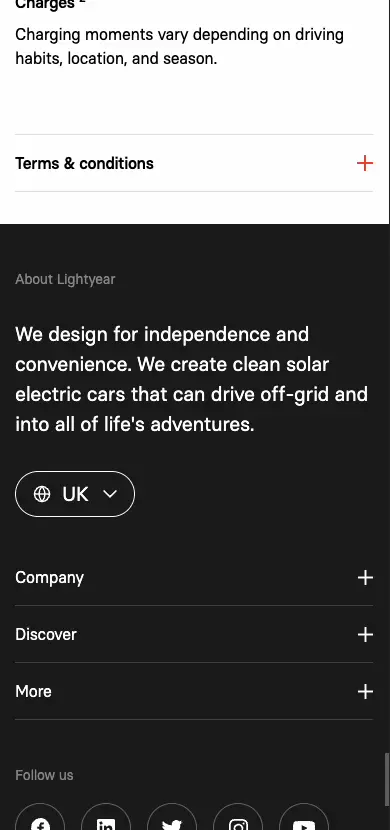 Charges 2
Charging moments vary depending on driving
habits, location, and season.
Terms & conditions
About Lightyear
We design for independence and
convenience. We create clean solar
electric cars that can drive off-grid and
into all of life's adventures.
UK
Company
Discover
More
Follow us